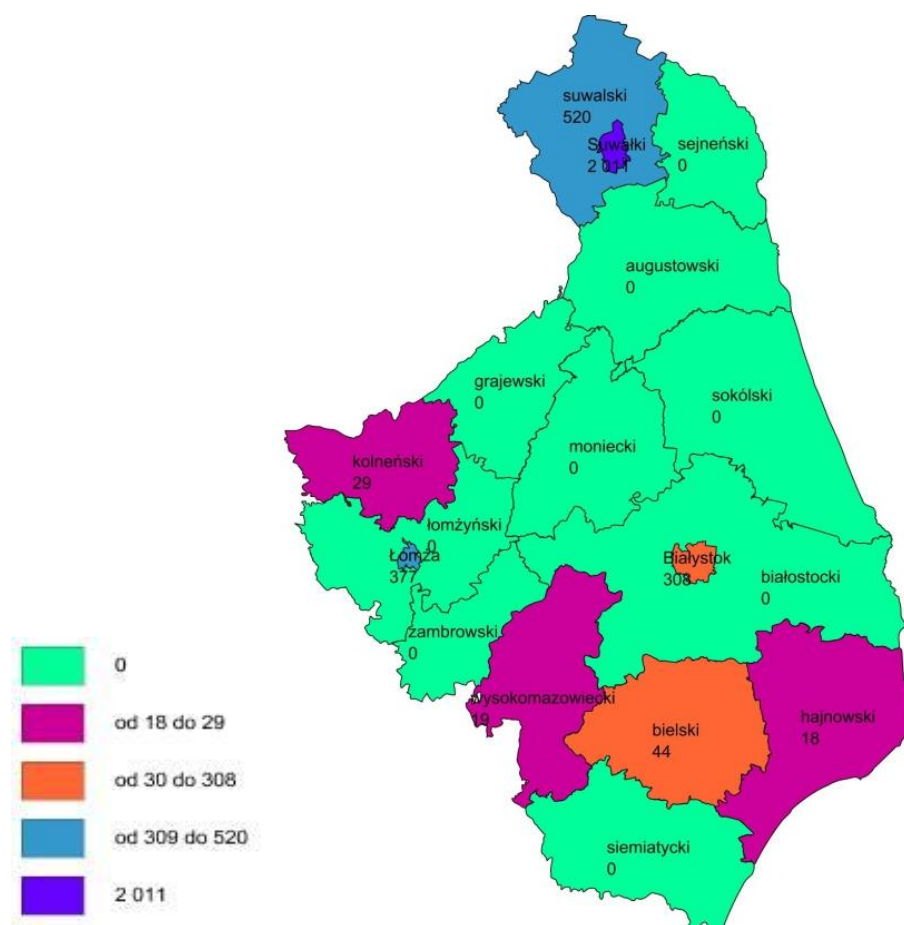 suwalski
520
Suwałki
2 011
sejneński
0
augustowski
0
grajewski
0
sokólski
0
moniecki
0
kolneński
29
łomżyński
0
Łomża
377
Białystok
308
białostocki
0
zambrowski
0
wysokomazowiecki
19
bielski
44
hajnowski
18
siemiatycki
0
0
od 18 do 29
od 30 do 308
od 309 do 520
2 011